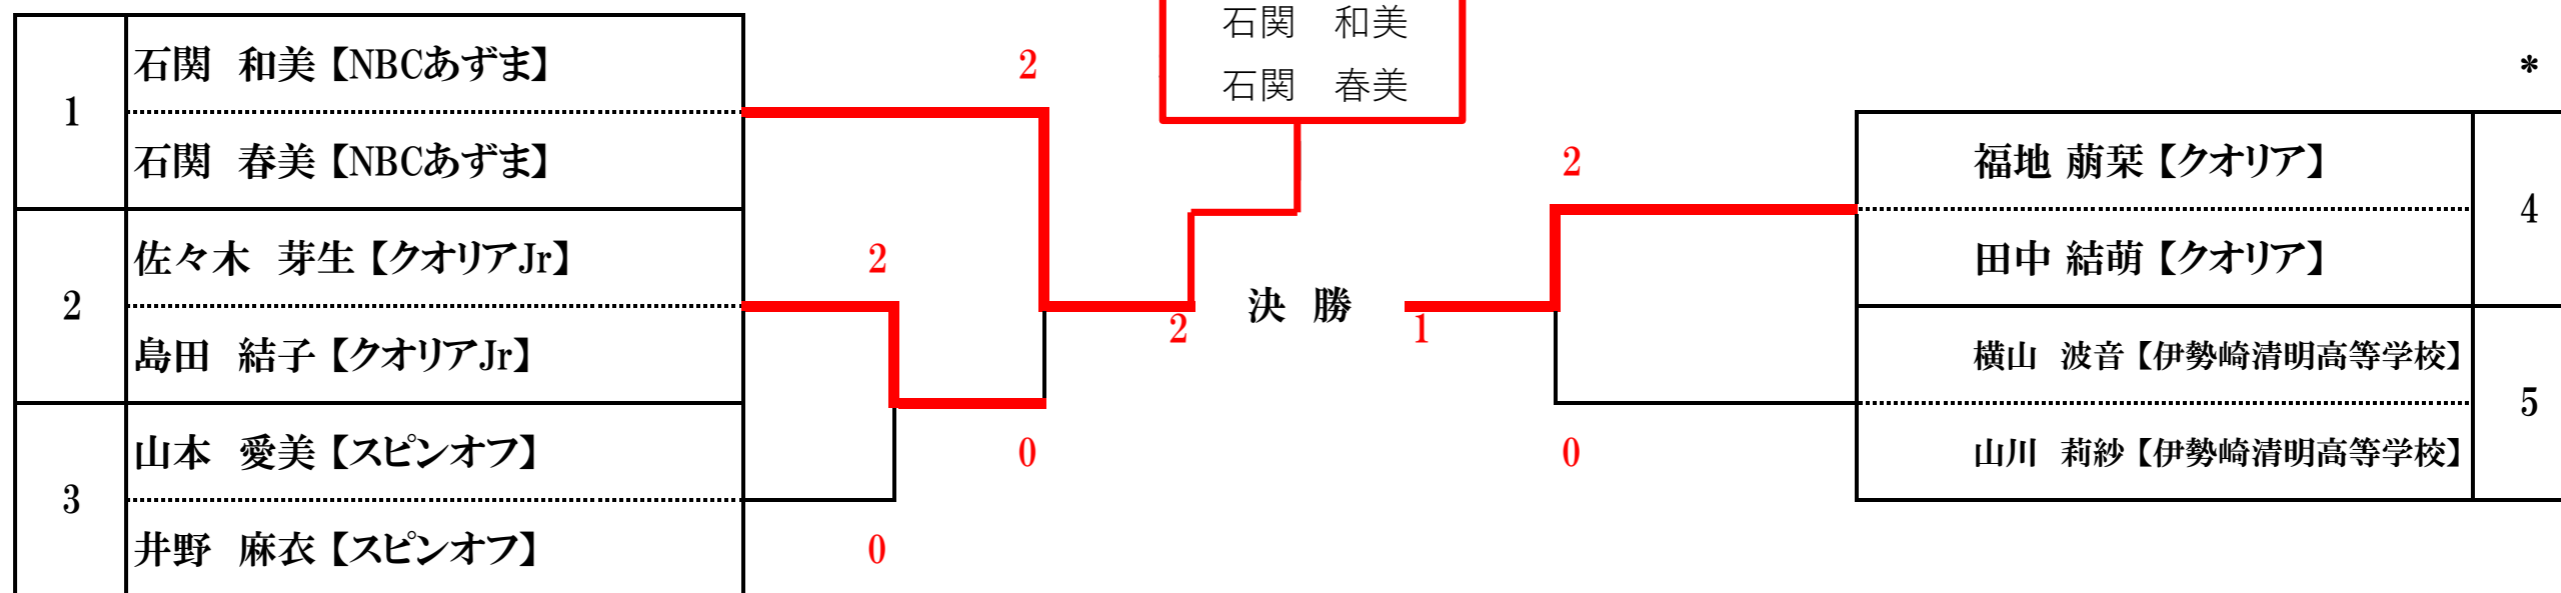 石関　和美
石関　春美
1
石関　和美【NBCあずま】
石関　春美【NBCあずま】
2
佐々木　芽生【クオリアJr】
島田　結子【クオリアJr】
3
山本　愛美【スピンオフ】
井野　麻衣【スピンオフ】
2
2
0
0
2
決　勝
1
2
0
*
福地 萠栞【クオリア】
田中 結萌【クオリア】
4
横山　波音【伊勢崎清明高等学校】
山川　莉紗【伊勢崎清明高等学校】
5